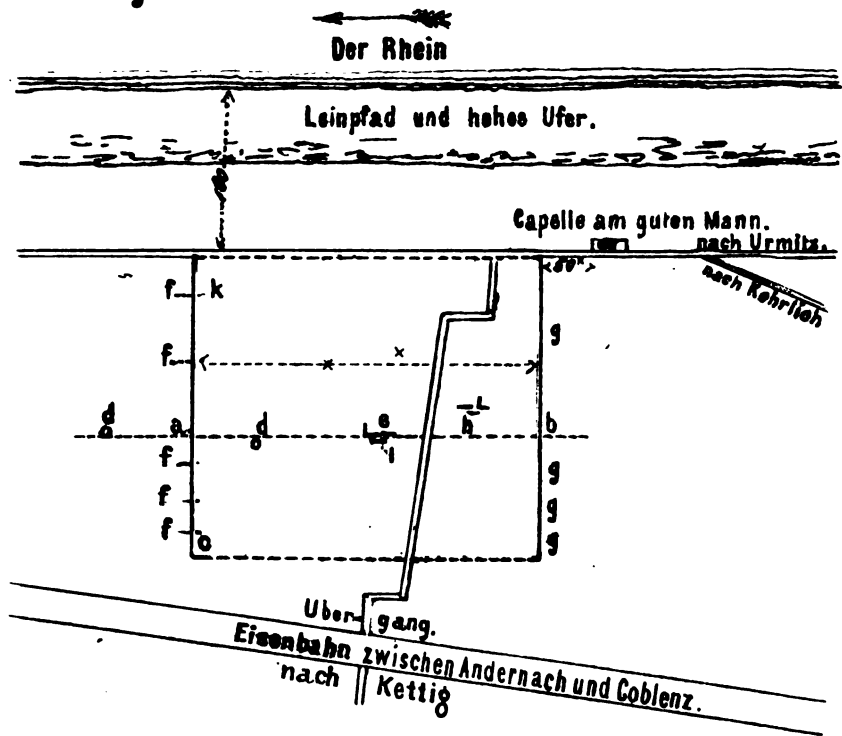 Der Rhein
Leinpfad und hohes Ufer.
Capelle am guten Mann.
nach Urmitz.
nach Kehrlich
f k
g
f
d a d e h b
f g
f g
f c g
Uber-gang.
Eisenbahn zwischen Andernach und Coblenz.
nach Kettig